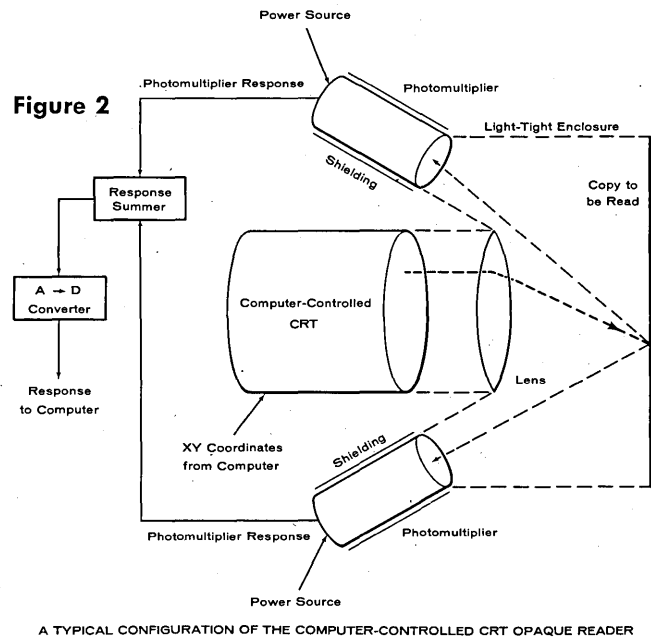 Power Source
Photomultiplier Response
Photomultiplier
Figure 2
Light-Tight Enclosure
Shielding
Copy to
be Read
Response
Summer
A → D
Converter
Computer-Controlled
CRT
Lens
Response
to Computer
XY Coordinates
from Computer
Shielding
Photomultiplier Response
Photomultiplier
Power Source
A TYPICAL CONFIGURATION OF THE COMPUTER-CONTROLLED CRT OPAQUE READER